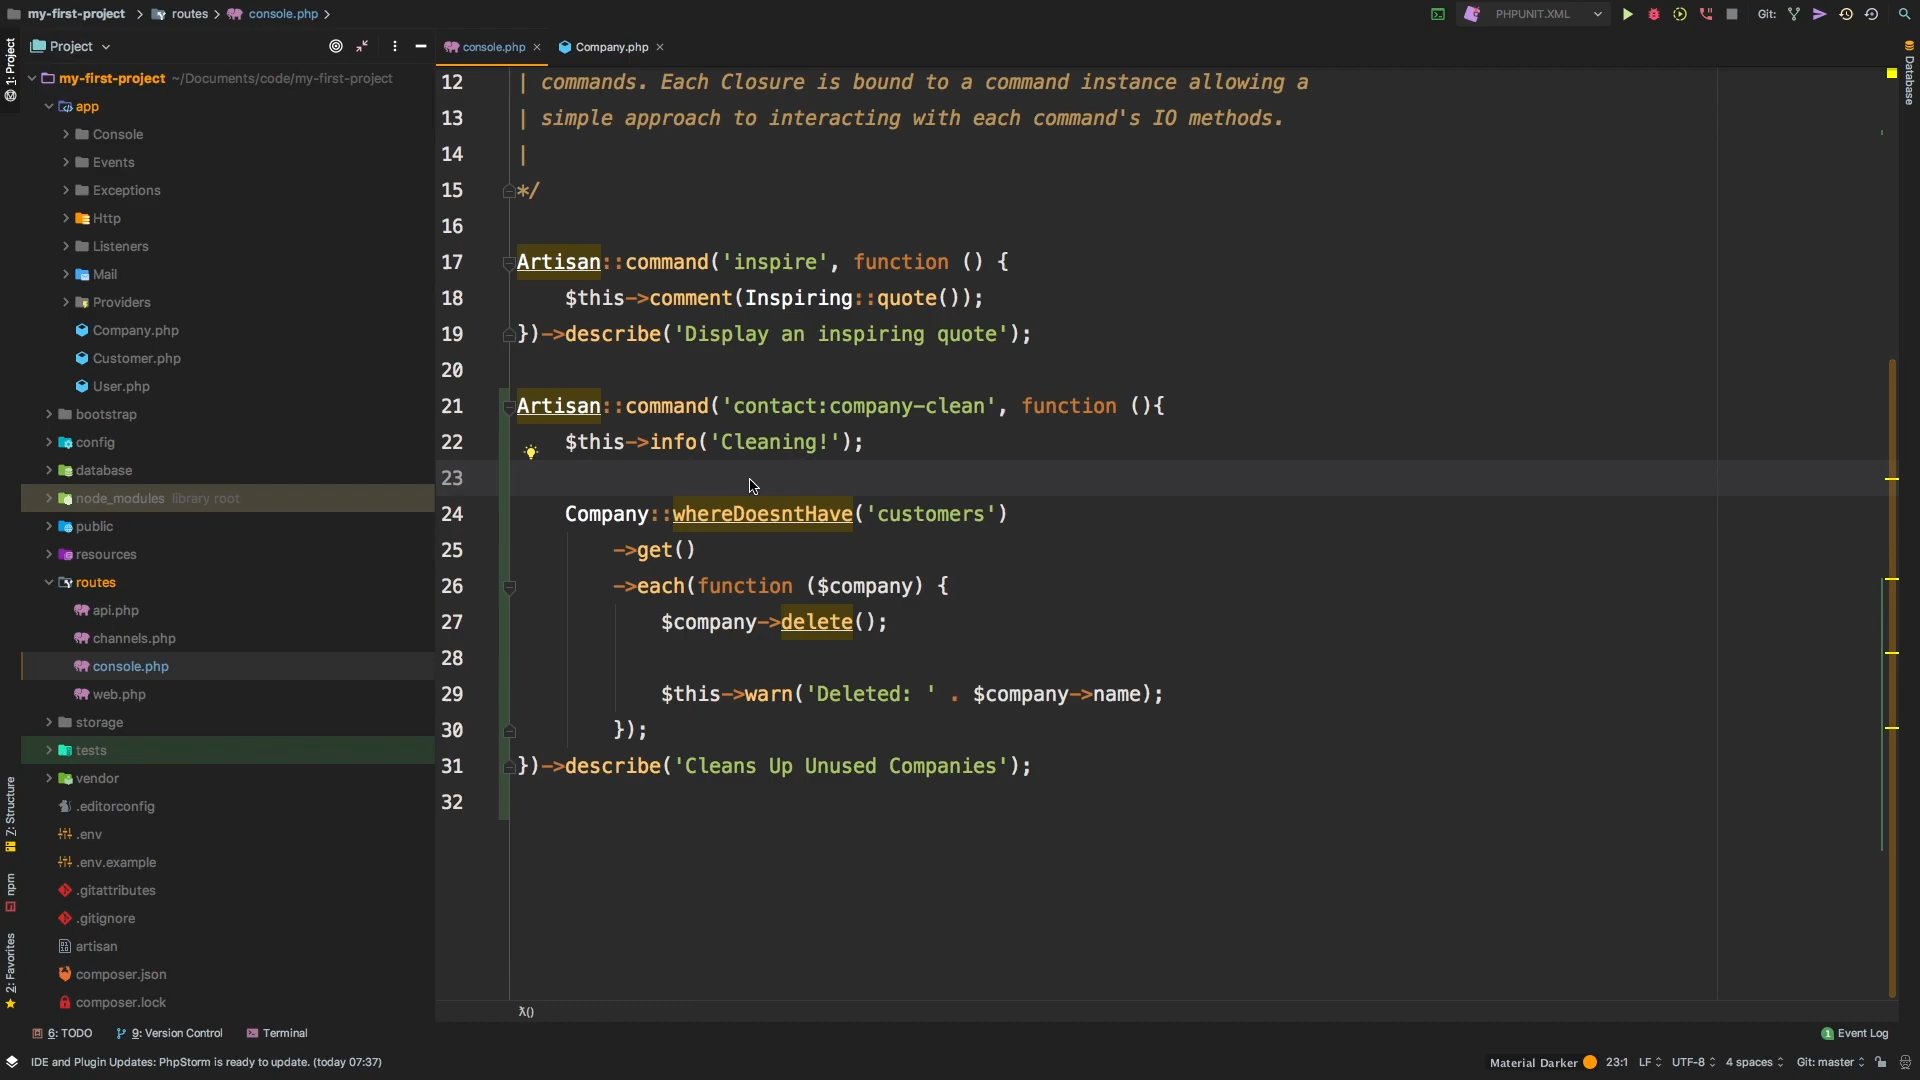 my-first-project routes console.php
PHPUNIT.XML Git:
Project
console.php Company.php
1: Project
my-first-project ~/Documents/code/my-first-project
app
Console
Events
Exceptions
Http
Listeners
Mail
Providers
Company.php
Customer.php
User.php
bootstrap
config
database
node_modules library root
public
resources
routes
api.php
channels.php
console.php
web.php
storage
tests
vendor
.editorconfig
.env
.env.example
.gitattributes
.gitignore
artisan
composer.json
composer.lock
Z: Structure
npm
2: Favorites
12 | commands. Each Closure is bound to a command instance allowing a
13 | simple approach to interacting with each command's IO methods.
14 |
15 */
16
17 Artisan::command('inspire', function () {
18 $this->comment(Inspiring::quote());
19 })->describe('Display an inspiring quote');
20
21 Artisan::command('contact:company-clean', function (){
22 $this->info('Cleaning!');
23
24 Company::whereDoesntHave('customers')
25 ->get()
26 ->each(function ($company) {
27 $company->delete();
28
29 $this->warn('Deleted: ' . $company->name);
30 });
31 })->describe('Cleans Up Unused Companies');
32
λ()
Database
6: TODO 9: Version Control Terminal 1 Event Log
IDE and Plugin Updates: PhpStorm is ready to update. (today 07:37) Material Darker 23:1 LF UTF-8 4 spaces Git: master